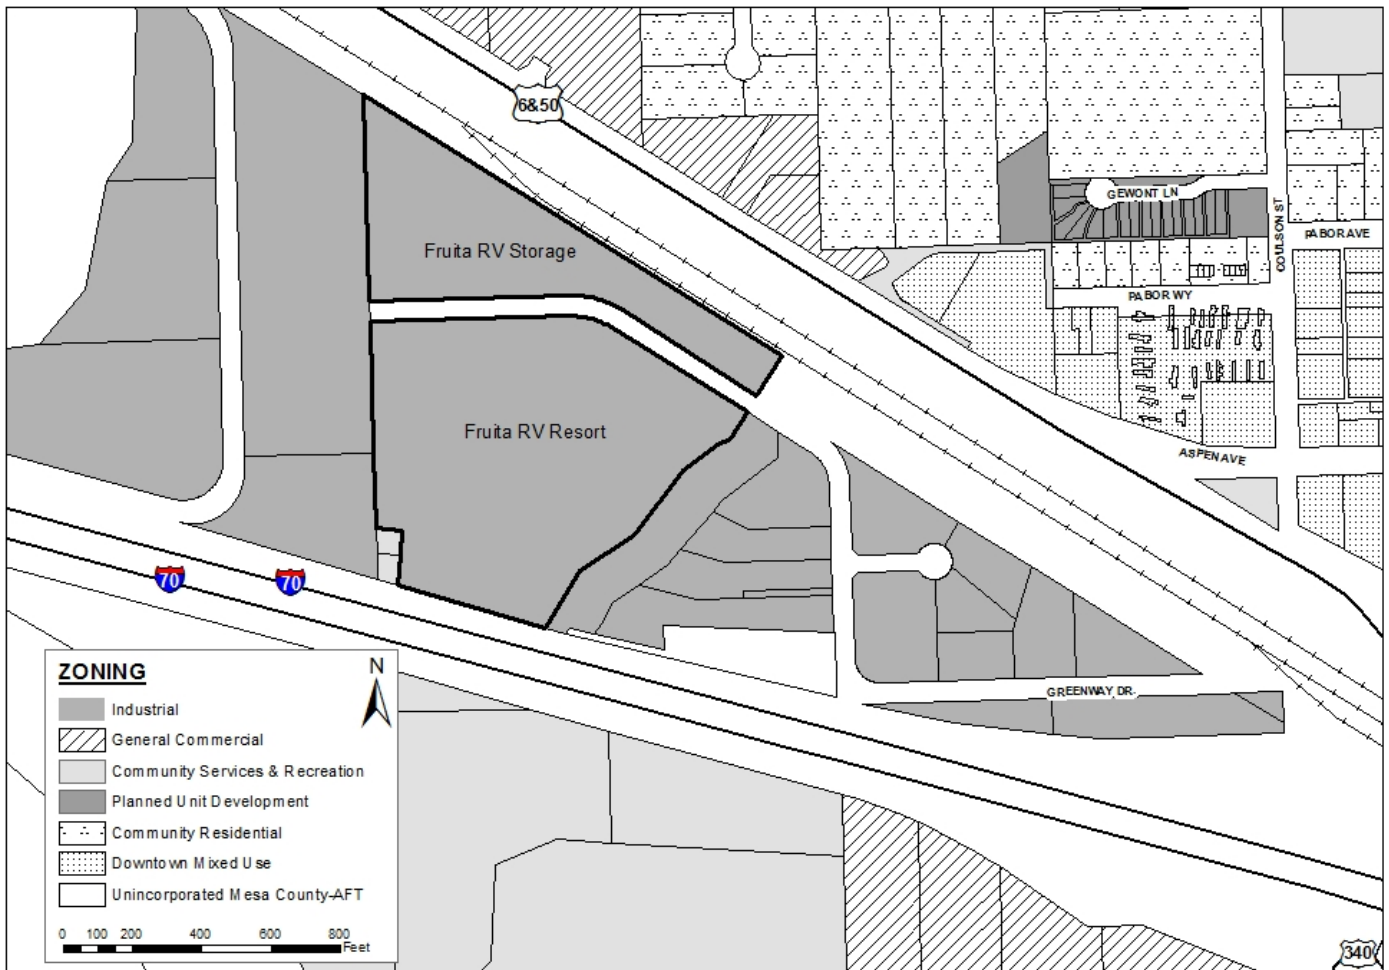 6&50
GEWONT LN
COULSON ST
PABOR AVE
Fruita RV Storage
PABOR WY
Fruita RV Resort
ASPEN AVE
70
70
GREENWAY DR.
ZONING
N
Industrial
General Commercial
Community Services & Recreation
Planned Unit Development
Community Residential
Downtown Mixed Use
Unincorporated Mesa County-AFT
0 100 200 400 600 800
Feet
340